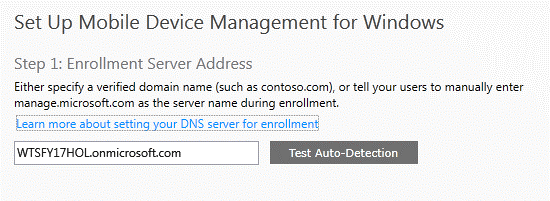 Set Up Mobile Device Management for Windows
Step 1: Enrollment Server Address
Either specify a verified domain name (such as contoso.com), or tell your users to manually enter
manage.microsoft.com as the server name during enrollment.
Learn more about setting your DNS server for enrollment
WTSFY17HOL.onmicrosoft.com
Test Auto-Detection